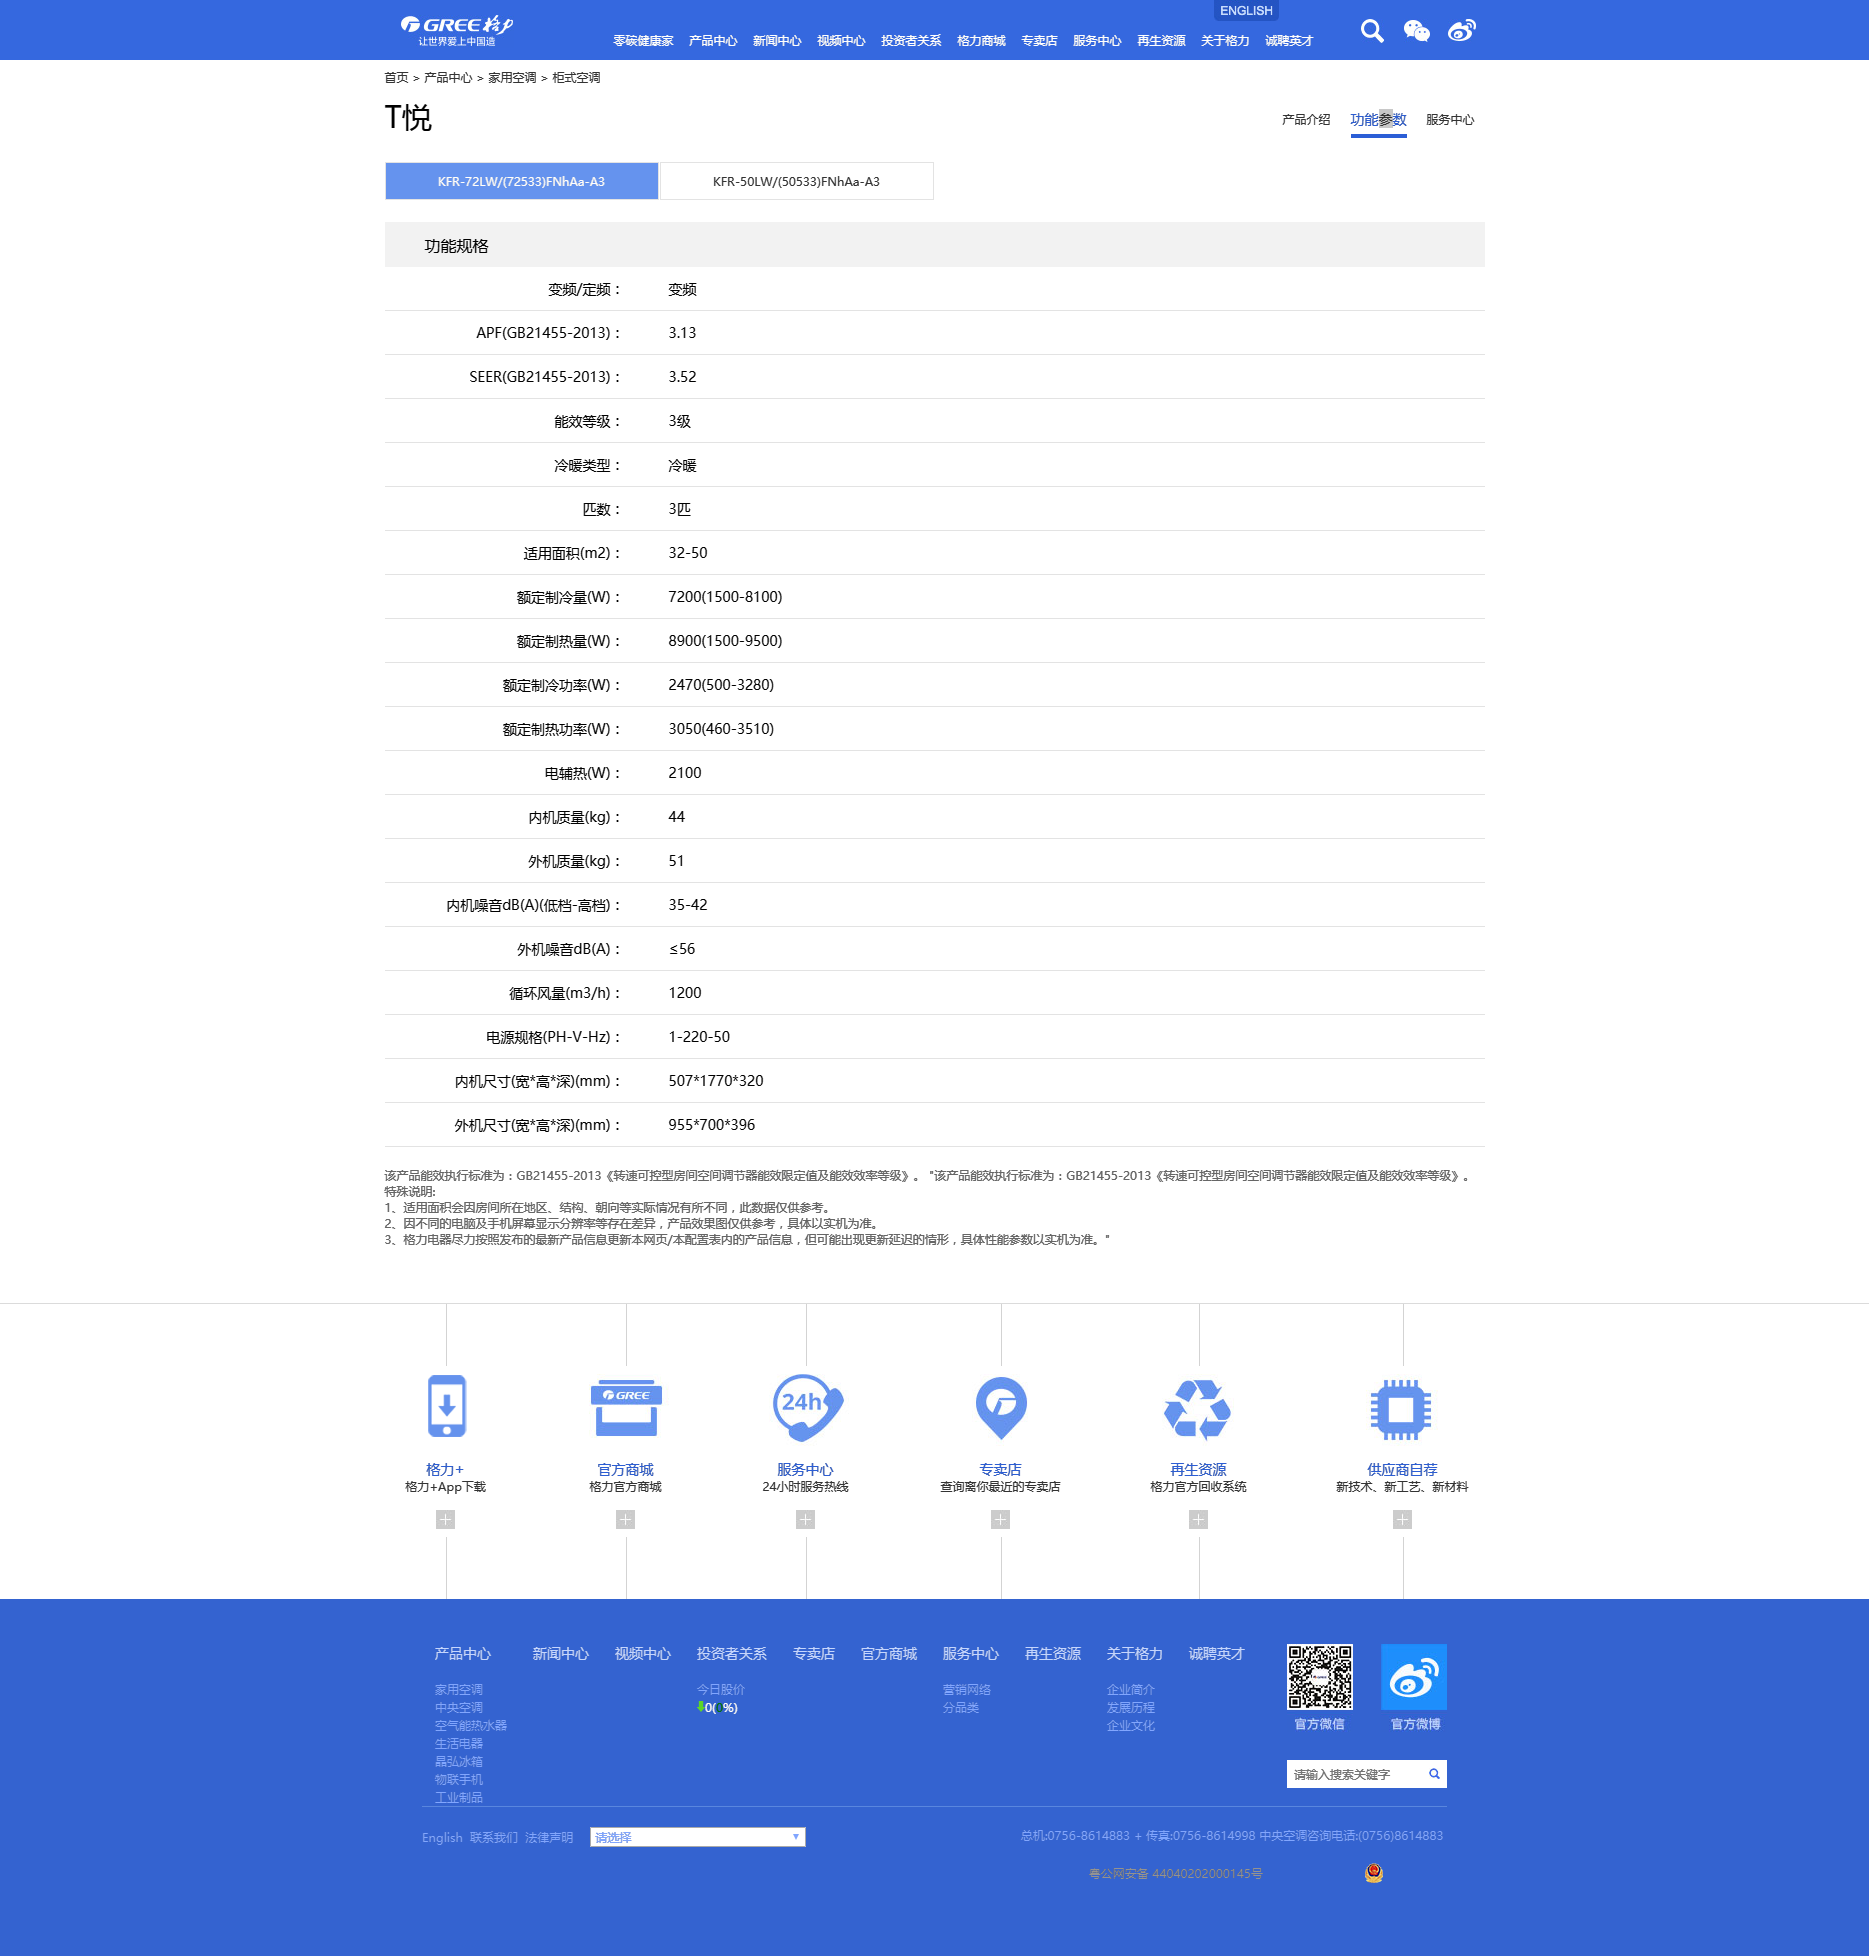 ENGLISH
GREE格力
让世界爱上中国造
零碳健康家 产品中心 新闻中心 视频中心 投资者关系 格力商城 专卖店 服务中心 再生资源 关于格力 诚聘英才
首页 > 产品中心 > 家用空调 > 柜式空调
T悦
产品介绍 功能参数 服务中心
KFR-72LW/(72533)FNhAa-A3 KFR-50LW/(50533)FNhAa-A3
功能规格
变频/定频： 变频
APF(GB21455-2013)： 3.13
SEER(GB21455-2013)： 3.52
能效等级： 3级
冷暖类型： 冷暖
匹数： 3匹
适用面积(m2)： 32-50
额定制冷量(W)： 7200(1500-8100)
额定制热量(W)： 8900(1500-9500)
额定制冷功率(W)： 2470(500-3280)
额定制热功率(W)： 3050(460-3510)
电辅热(W)： 2100
内机质量(kg)： 44
外机质量(kg)： 51
内机噪音dB(A)(低档-高档)： 35-42
外机噪音dB(A)： ≤56
循环风量(m3/h)： 1200
电源规格(PH-V-Hz)： 1-220-50
内机尺寸(宽*高*深)(mm)： 507*1770*320
外机尺寸(宽*高*深)(mm)： 955*700*396
该产品能效执行标准为：GB21455-2013《转速可控型房间空间调节器能效限定值及能效效率等级》。 "该产品能效执行标准为：GB21455-2013《转速可控型房间空间调节器能效限定值及能效效率等级》。
特殊说明:
1、适用面积会因房间所在地区、结构、朝向等实际情况有所不同，此数据仅供参考。
2、因不同的电脑及手机屏幕显示分辨率等存在差异，产品效果图仅供参考，具体以实机为准。
3、格力电器尽力按照发布的最新产品信息更新本网页/本配置表内的产品信息，但可能出现更新延迟的情形，具体性能参数以实机为准。"
GREE 24h
格力+ 官方商城 服务中心 专卖店 再生资源 供应商自荐
格力+App下载 格力官方商城 24小时服务热线 查询离你最近的专卖店 格力官方回收系统 新技术、新工艺、新材料
产品中心 新闻中心 视频中心 投资者关系 专卖店 官方商城 服务中心 再生资源 关于格力 诚聘英才
家用空调 今日股价 营销网络 企业简介
中央空调 0( %) 分品类 发展历程
空气能热水器 企业文化
官方微信 官方微博
生活电器
晶弘冰箱
物联手机
请输入搜索关键字
工业制品
English 联系我们 法律声明 请选择
总机:0756-8614883 + 传真:0756-8614998 中央空调咨询电话:(0756)8614883
粤公网安备 44040202000145号